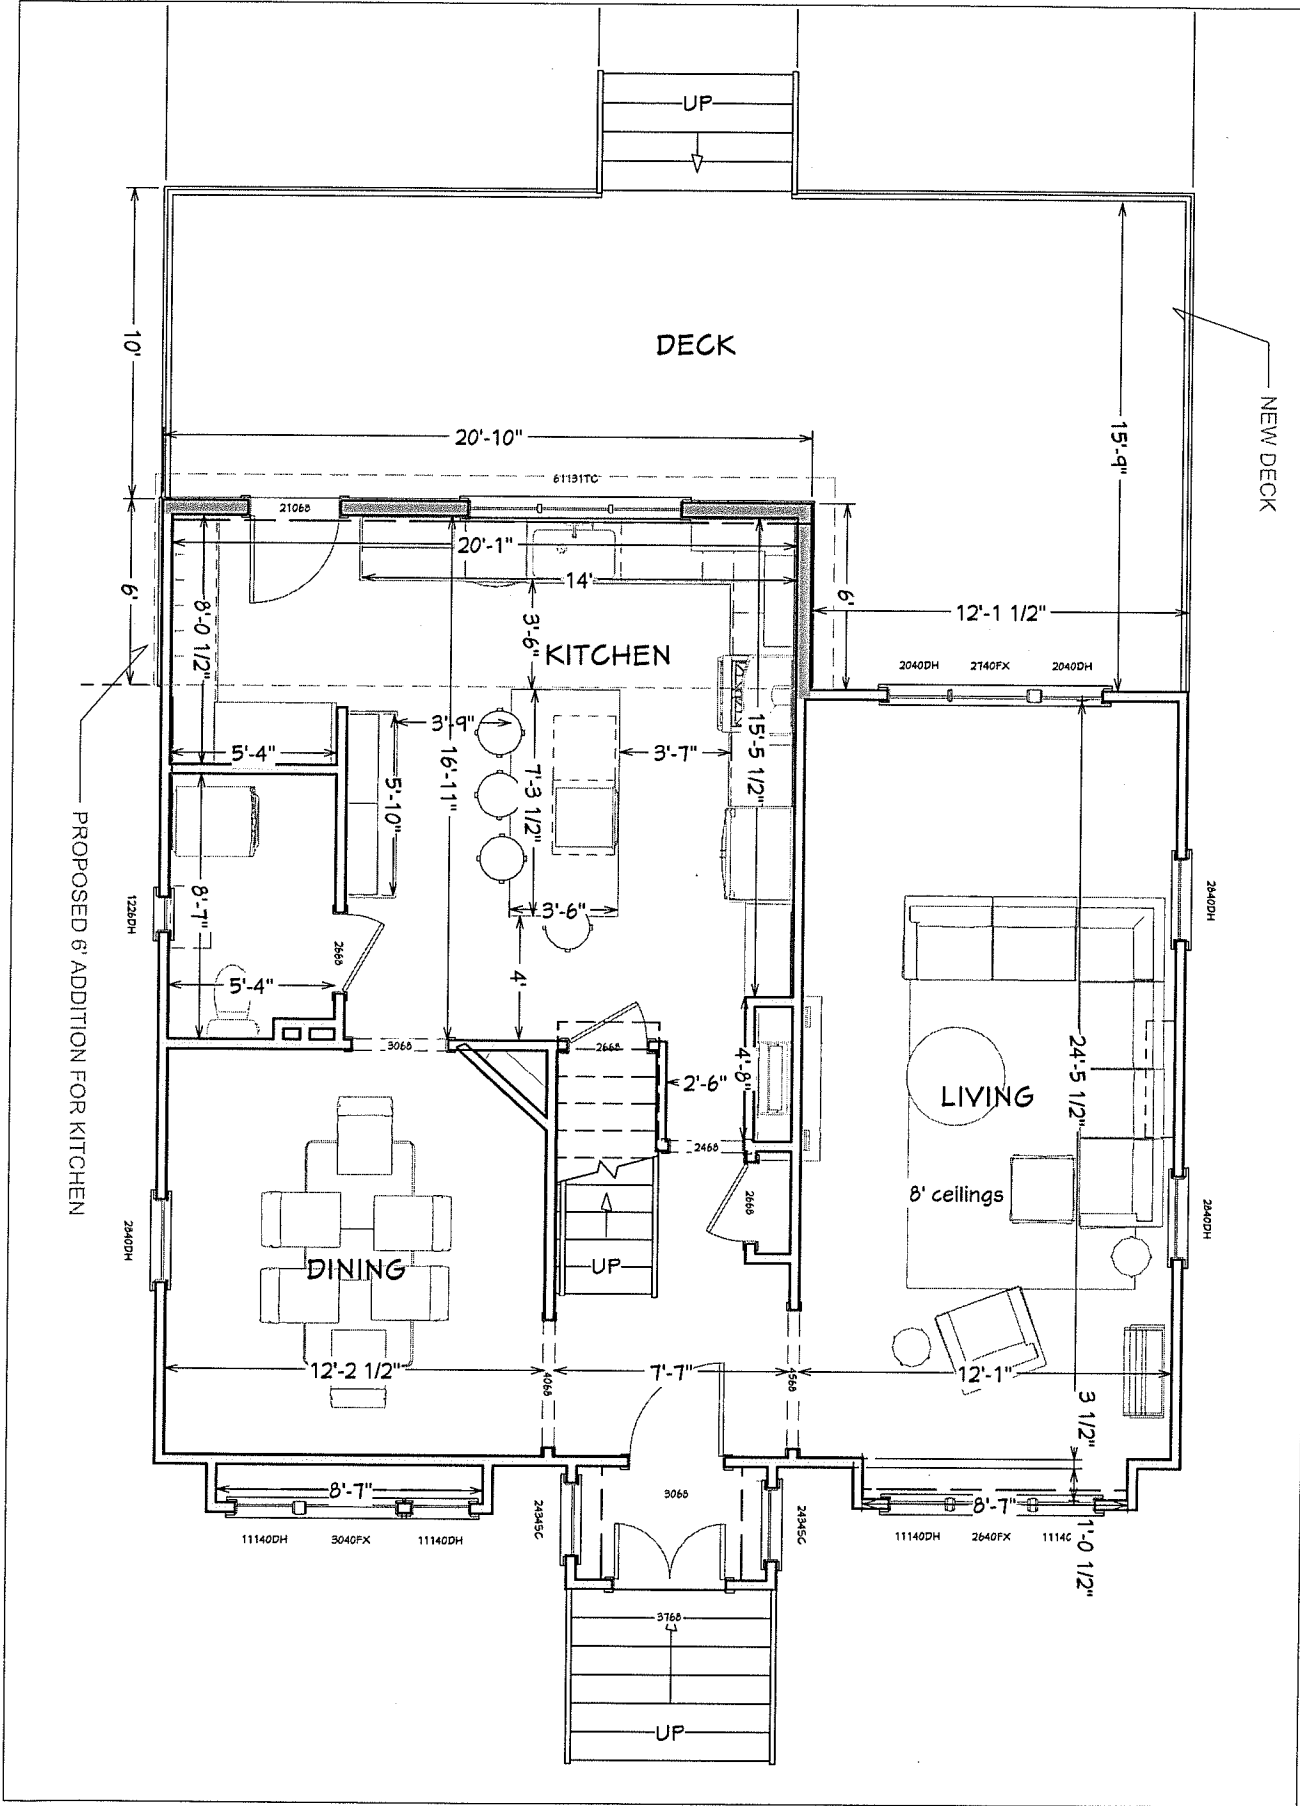 UP
DECK
NEW DECK
10'
15'-9"
20'-10"
61131TC
21068
20'-1"
14'
6'
6'
12'-1 1/2"
8'-0 1/2"
3'-6"
KITCHEN
2040DH
2740FX
2040DH
3'-9"
5'-4"
3'-7"
15'-5 1/2"
16'-11"
7'-3 1/2"
5'-10"
PROPOSED 6' ADDITION FOR KITCHEN
1226DH
8'-7"
3'-6"
2840DH
2668
5'-4"
4'
3068
2668
2'-6"
4'-8"
24'-5 1/2"
LIVING
2468
2668
8' ceilings
2840DH
2840DH
DINING
UP
12'-2 1/2"
4068
7'-7"
4568
12'-1"
3 1/2"
8'-7"
24345C
3068
24345C
8'-7"
11140DH
3040FX
11140DH
11140DH
2640FX
1114C
1'-0 1/2"
3768
UP